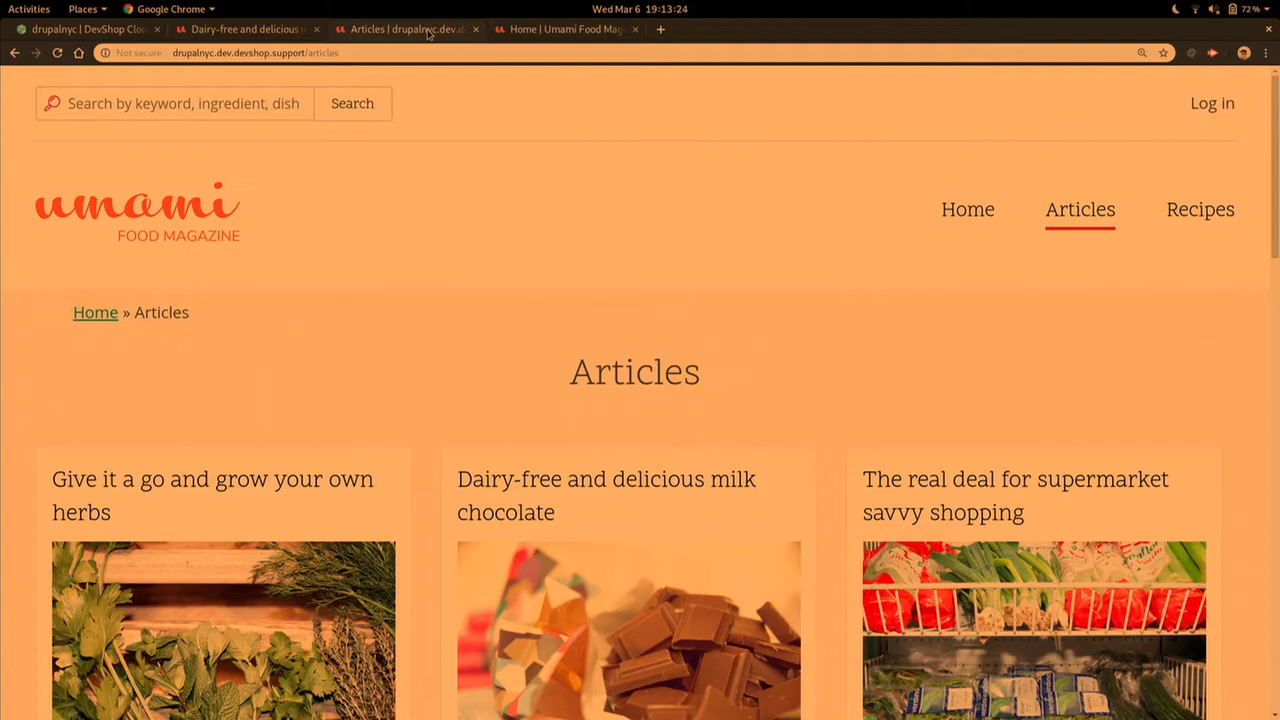 Activities Places Google Chrome Wed Mar 6 19:13:24 72 %
drupalnyc | DevShop Clou Dairy-free and delicious m Articles | drupalnyc.dev.d Home | Umami Food Mag
Not secure drupalnyc.dev.devshop.support/articles
Search by keyword, ingredient, dish Search Log in
umami
FOOD MAGAZINE
Home Articles Recipes
Home » Articles
Articles
Give it a go and grow your own
herbs
Dairy-free and delicious milk
chocolate
The real deal for supermarket
savvy shopping